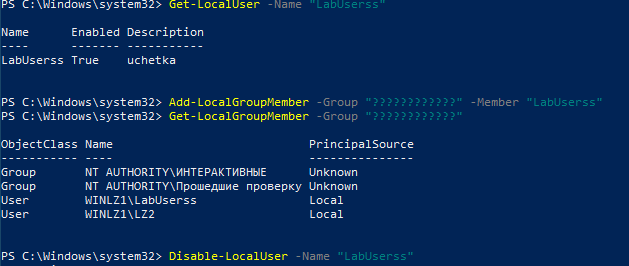 PS C:\Windows\system32> Get-LocalUser -Name "LabUserss"
Name Enabled Description
---- ------- -----------
LabUserss True uchetka
PS C:\Windows\system32> Add-LocalGroupMember -Group "????????????" -Member "LabUserss"
PS C:\Windows\system32> Get-LocalGroupMember -Group "????????????"
ObjectClass Name PrincipalSource
----------- ---- ---------------
Group NT AUTHORITY\ИНТЕРАКТИВНЫЕ Unknown
Group NT AUTHORITY\Прошедшие проверку Unknown
User WINLZ1\LabUserss Local
User WINLZ1\LZ2 Local
PS C:\Windows\system32> Disable-LocalUser -Name "LabUserss"